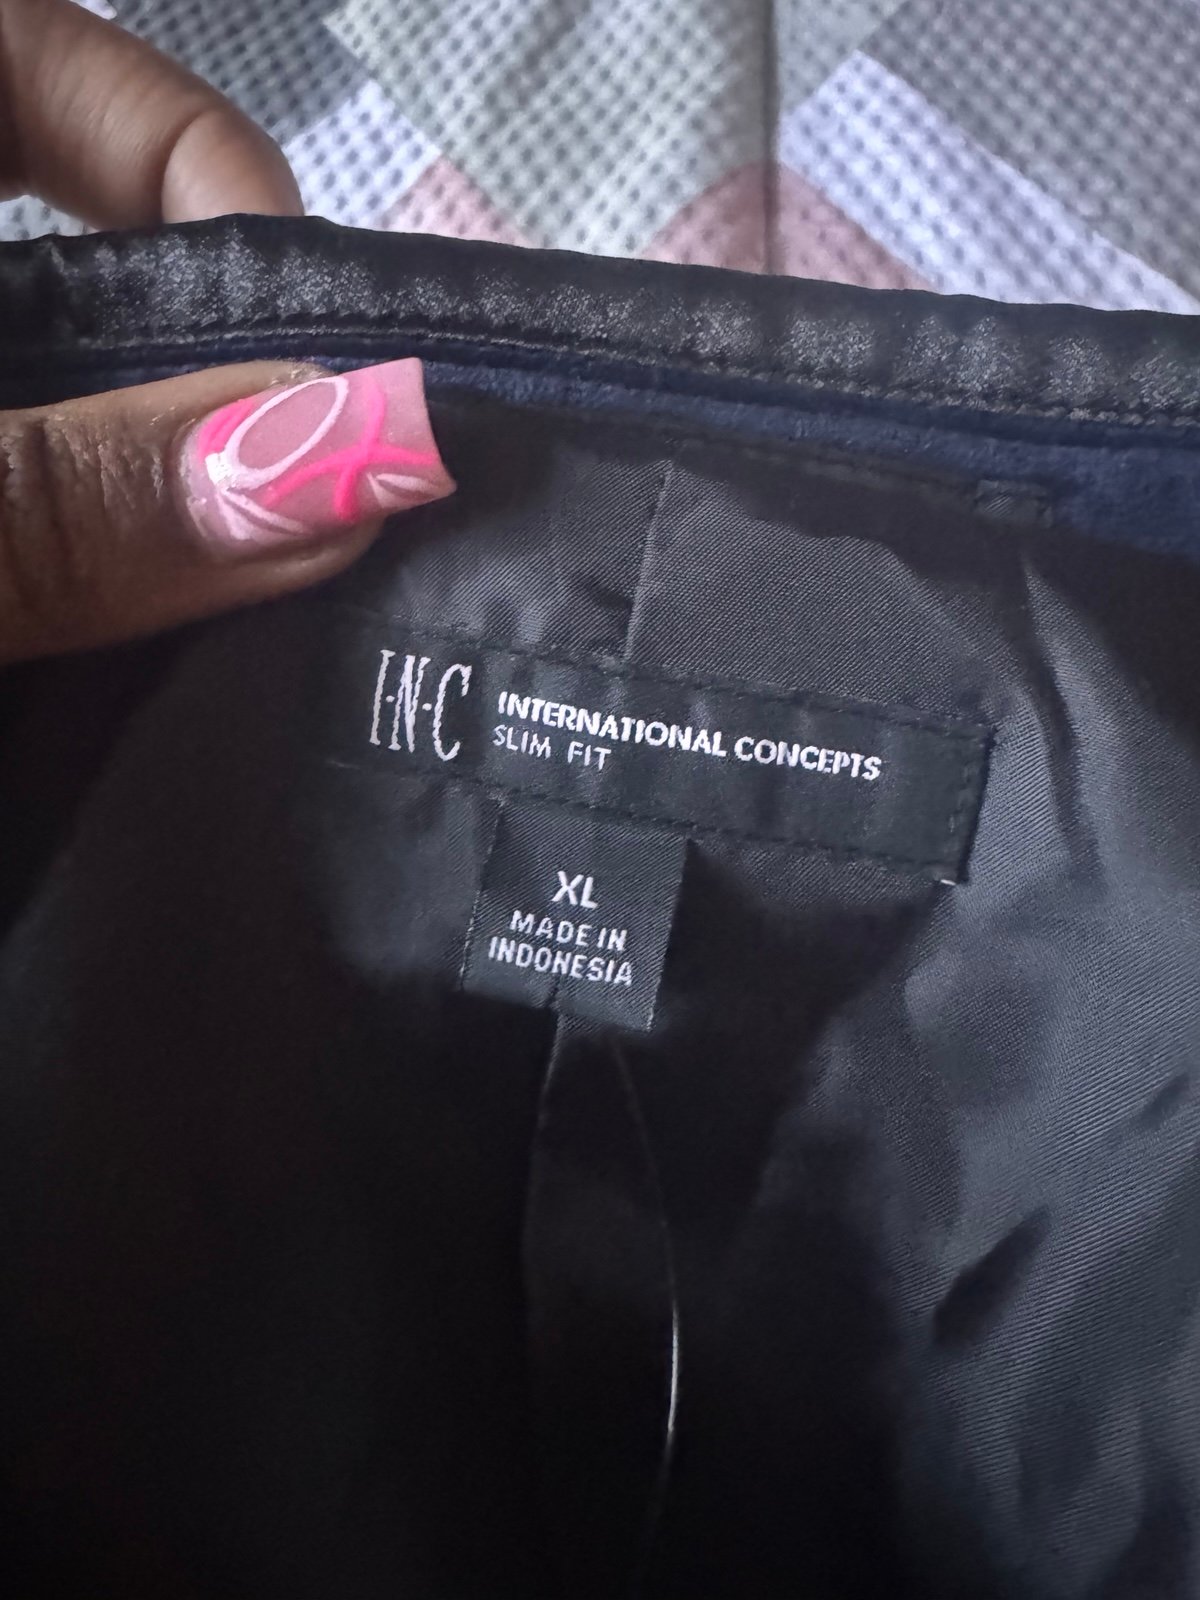 I·N·C INTERNATIONAL CONCEPTS
SLIM FIT
XL
MADE IN
INDONESIA